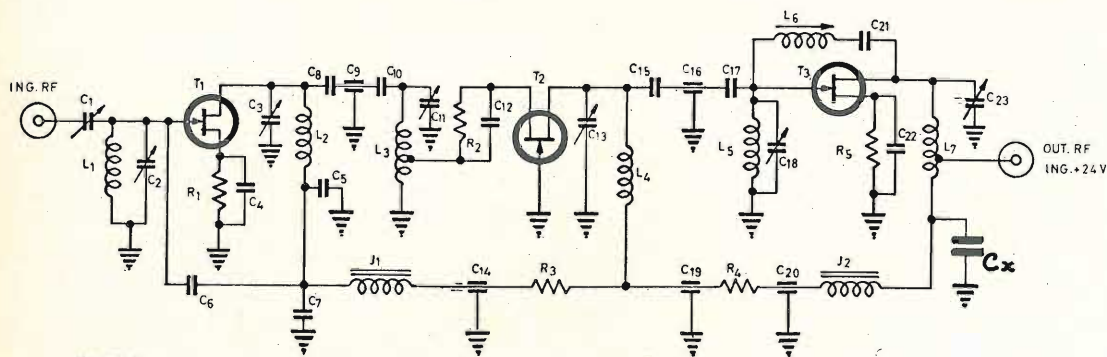 ING. RF
C1
L1
C2
T1
R1
C4
C3
L2
C5
C6
C7
C8
C9
C10
L3
C11
R2
C12
T2
C13
L4
J1
C14
R3
C15
C16
C17
L5
C18
C19
R4
C20
J2
L6
C21
T3
R5
C22
C23
L7
OUT. RF
ING. + 24 V
Cx